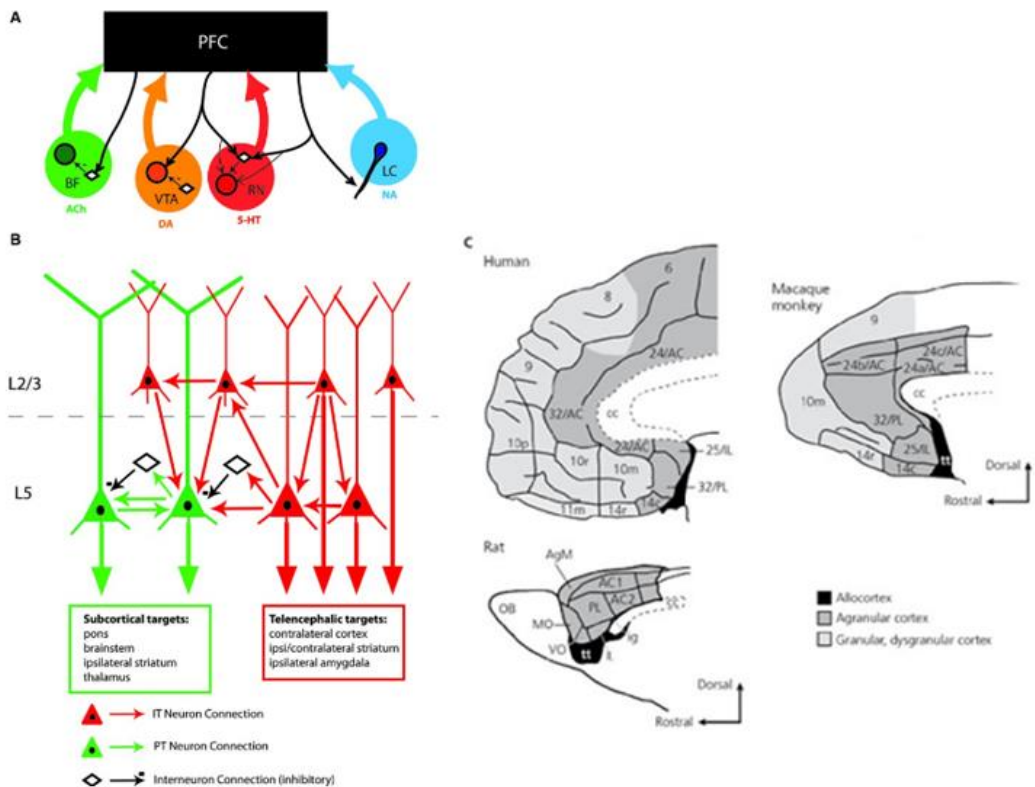 A
PFC
BF
ACh
VTA
DA
RN
5-HT
LC
NA
B
L2/3
L5
Subcortical targets:
pons
brainstem
ipsilateral striatum
thalamus
Telencephalic targets:
contralateral cortex
ipsi/contralateral striatum
ipsilateral amygdala
IT Neuron Connection
PT Neuron Connection
Interneuron Connection (inhibitory)
C
Human
6
8
9
24/AC
32/AC
cc
10p
10r
10m
24/AC
25/IL
32/PL
11m
14r
14c
Macaque
monkey
9
24c/AC
24b/AC
24a/AC
cc
10m
32/PL
25/IL
14r
14c
tt
Dorsal
Rostral
Rat
AgM
AC1
AC2
PL
OB
MO
VO
tt
IL
ig
cc
Dorsal
Rostral
Allocortex
Agranular cortex
Granular, dysgranular cortex